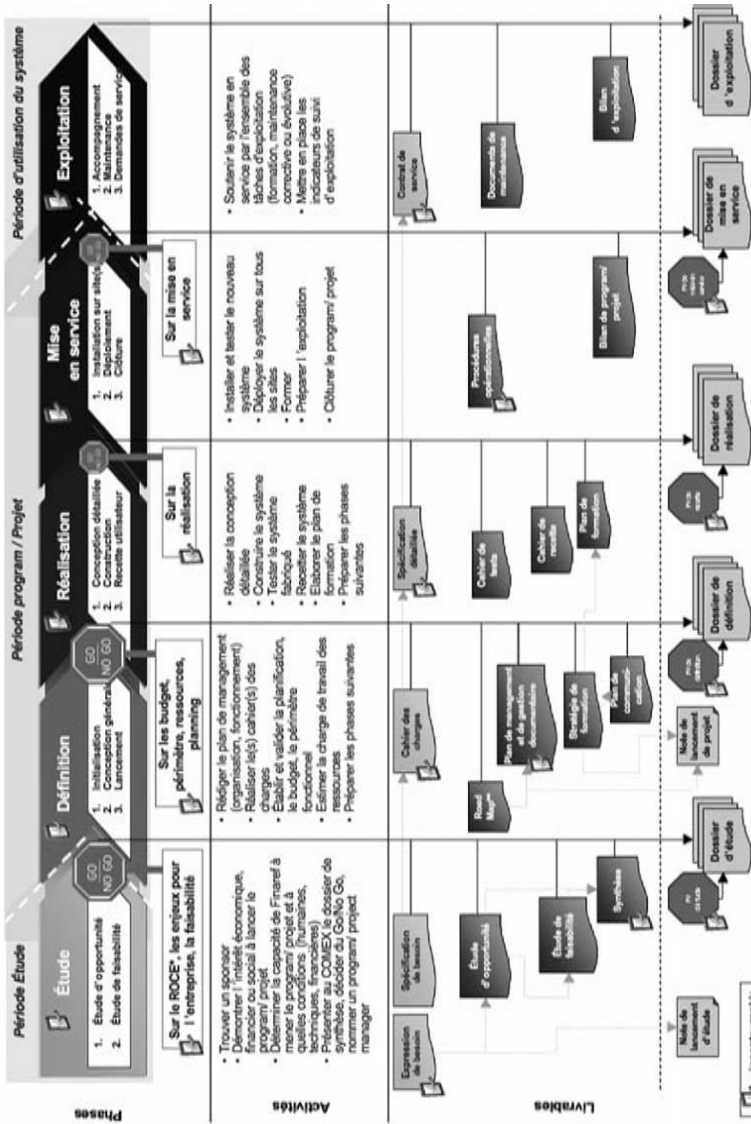 Période Étude
Période program / Projet
Période d'utilisation du système
Phases
Étude
1. Étude d'opportunité
2. Étude de faisabilité
GO
NO GO
Sur le ROCE*, les enjeux pour
l'entreprise, la faisabilité
Définition
1. Initialisation
2. Conception générale
3. Lancement
GO
NO GO
Sur les budget,
périmètre, ressources,
planning
Réalisation
1. Conception détaillée
2. Construction
3. Recette utilisateur
Sur la
réalisation
Mise
en service
1. Installation sur site(s)
2. Déploiement
3. Clôture
Sur la mise en
service
Exploitation
1. Accompagnement
2. Maintenance
3. Demandes de service
Activités
• Trouver un sponsor
• Démontrer l'intérêt économique,
financier ou social à lancer le
program/ projet
• Déterminer la capacité de Finaref à
mener le program/ projet et à
quelles conditions (humaines,
techniques, financières)
• Présenter au COMEX le dossier de
synthèse, décider du Go/No Go,
nommer un program/ project
manager
• Rédiger le plan de management
(organisation, fonctionnement)
• Réaliser le(s) cahier(s) des
charges
• Établir et valider la planification,
le budget, le périmètre
fonctionnel
• Estimer la charge de travail des
ressources
• Préparer les phases suivantes
• Réaliser la conception
détaillée
• Construire le système
• Tester le système
fabriqué
• Recetter le système
• Elaborer le plan de
formation
• Préparer les phases
suivantes
• Installer et tester le nouveau
système
• Déployer le système sur tous
les sites
• Former
• Préparer l 'exploitation
• Clôturer le program/ projet
• Soutenir le système en
service par l'ensemble des
tâches d'exploitation
(formation, maintenance
corrective ou évolutive)
• Mettre en place les
indicateurs de suivi
d'exploitation
Livrables
Expression
de besoin
Spécification
de besoin
Étude
d'opportunité
Étude de
faisabilité
Synthèse
Cahier des
charges
Road
Map**
Plan de management
et de gestion
documentaire
Stratégie de
formation
Plan de
communi-
cation
Spécification
détaillée
Cahier de
tests
Cahier de
recette
Plan de
formation
Procédures
opérationnelles
Bilan de program/
projet
Contrat de
service
Documents de
maintenance
Bilan
d 'exploitation
Note de
lancement
d 'étude
Dossier
d 'étude
Note de
lancement
de projet
Dossier de
définition
Dossier de
réalisation
Dossier de
mise en
service
Dossier
d 'exploitation